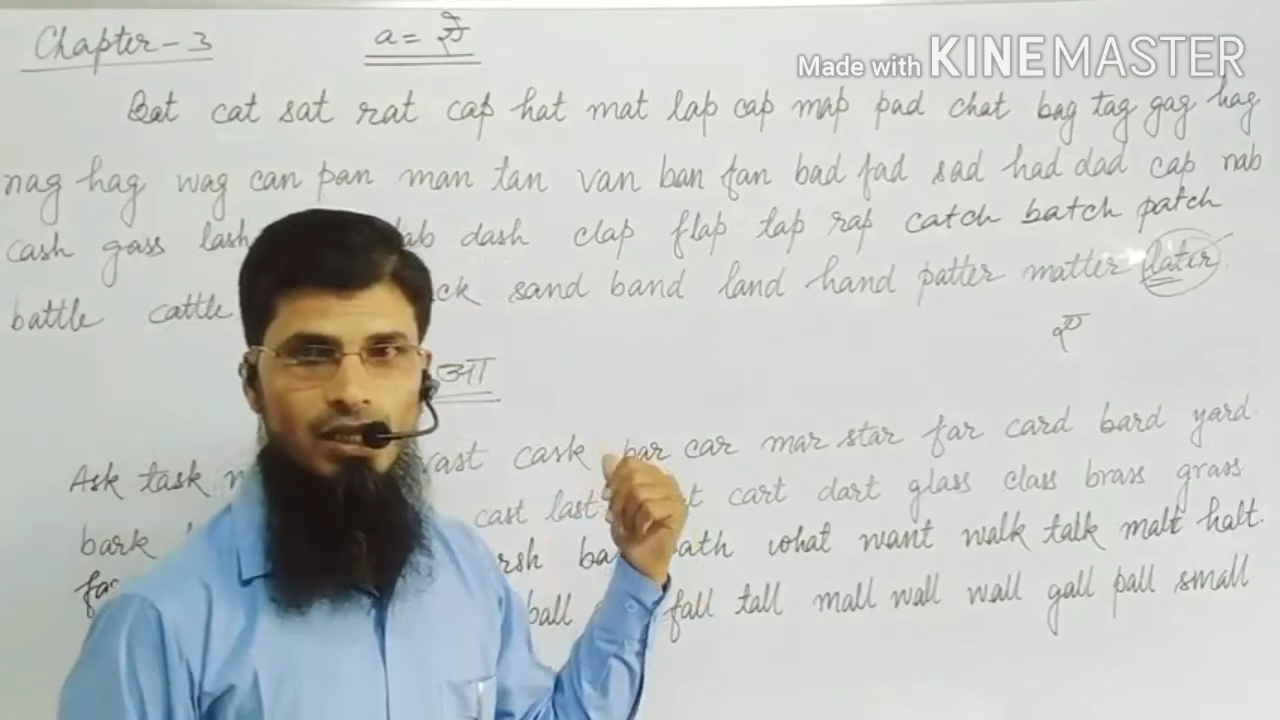 Chapter-3
a = ऐ
Made with KINEMASTER
Bat cat sat rat cap hat mat lap cap map pad chat bag tag gag hag
nag hag wag can pan man tan van ban fan bad fad sad had dad cap nab
cash gass lash dash clap flap tap rap catch batch patch
battle cattle sand band land hand patter matter later
ए
आ
Ask task cask bar car mar star far card bard yard
bark cast last cart dart glass class brass grass
what want walk talk malt halt
ball fall tall mall wall wall gall pall small